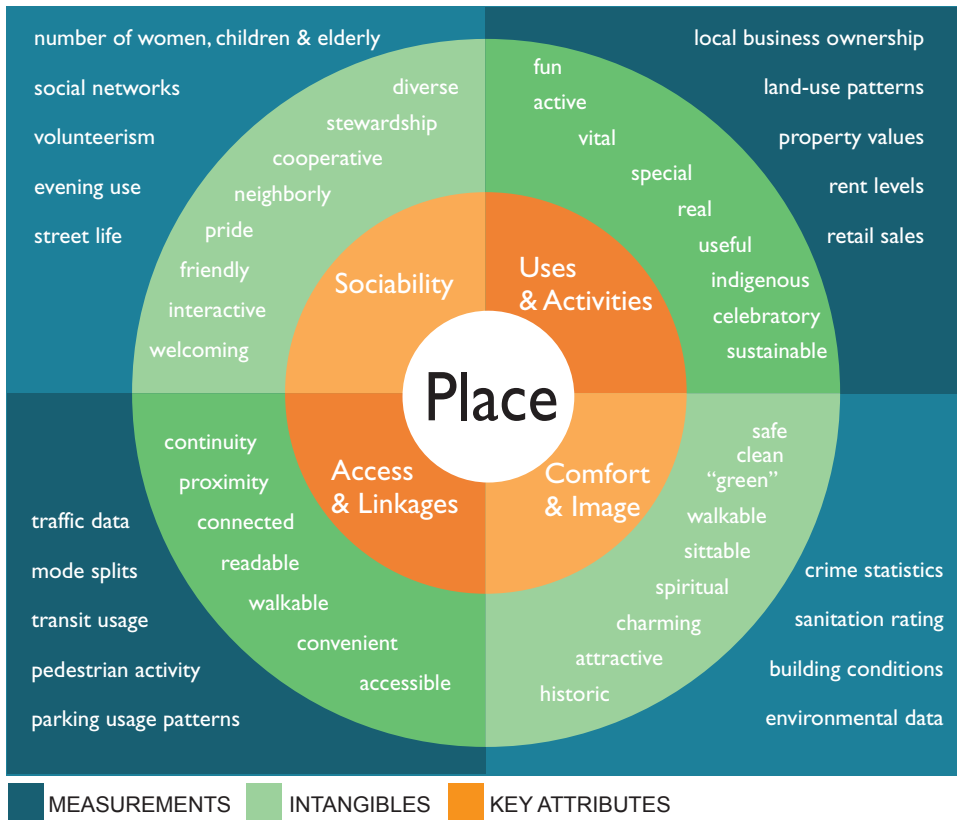 number of women, children & elderly
social networks
volunteerism
evening use
street life
diverse
stewardship
cooperative
neighborly
pride
friendly
interactive
welcoming
Sociability
fun
active
vital
special
real
useful
indigenous
celebratory
sustainable
Uses
& Activities
local business ownership
land-use patterns
property values
rent levels
retail sales
Place
continuity
proximity
connected
readable
walkable
convenient
accessible
Access
& Linkages
traffic data
mode splits
transit usage
pedestrian activity
parking usage patterns
Comfort
& Image
safe
clean
“green”
walkable
sittable
spiritual
charming
attractive
historic
crime statistics
sanitation rating
building conditions
environmental data
MEASUREMENTS
INTANGIBLES
KEY ATTRIBUTES